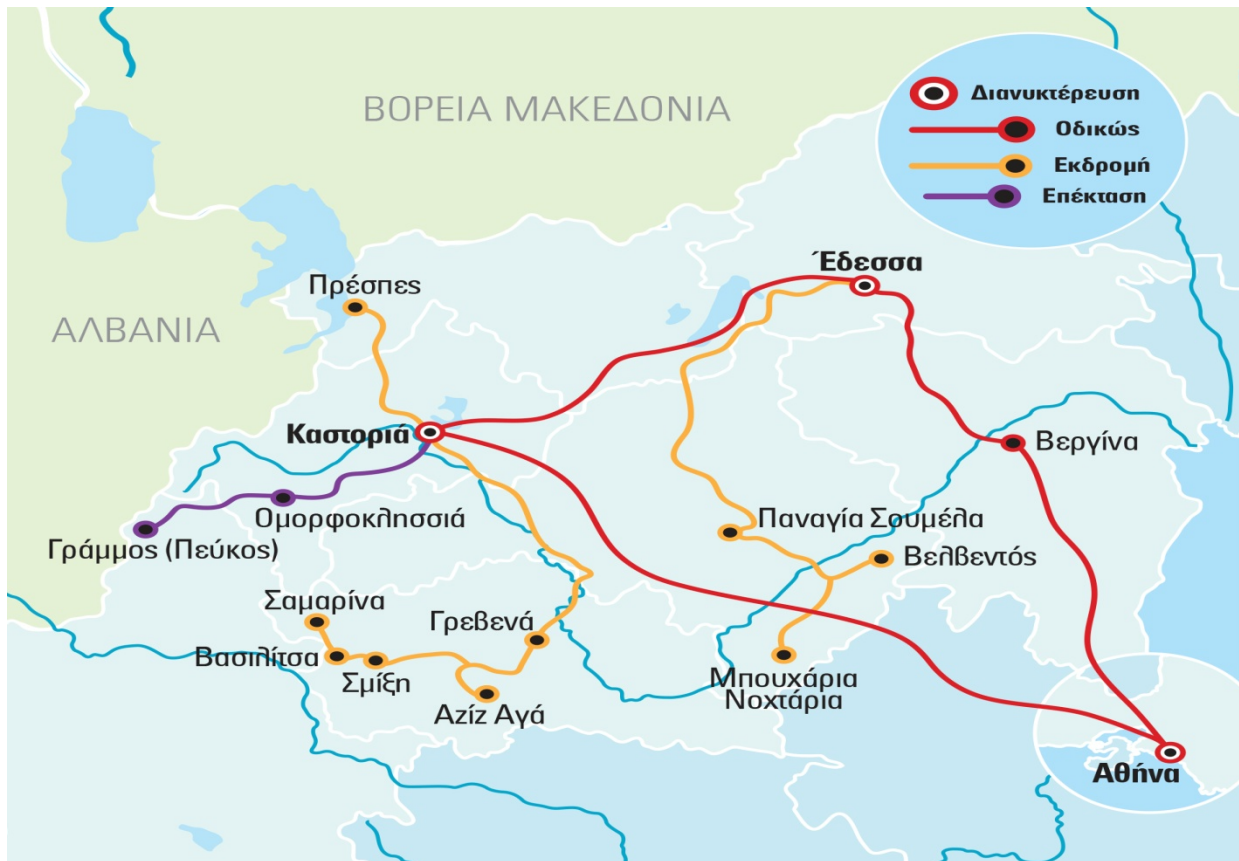 ΒΟΡΕΙΑ ΜΑΚΕΔΟΝΙΑ
Διανυκτέρευση
Οδικώς
Εκδρομή
Επέκταση
Έδεσσα
Πρέσπες
ΑΛΒΑΝΙΑ
Καστοριά
Βεργίνα
Ομορφοκλησσιά
Παναγία Σουμέλα
Γράμμος (Πεύκος)
Βελβεντός
Σαμαρίνα
Γρεβενά
Βασιλίτσα
Σμίξη
Μπουχάρια
Νοχτάρια
Αζίζ Αγά
Αθήνα